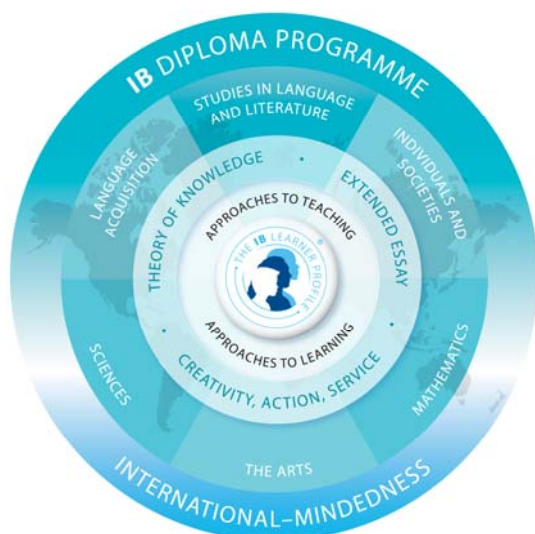 IB DIPLOMA PROGRAMME
STUDIES IN LANGUAGE
AND LITERATURE
LANGUAGE
ACQUISITION
INDIVIDUALS AND
SOCIETIES
THEORY OF KNOWLEDGE
EXTENDED ESSAY
APPROACHES TO TEACHING
THE IB LEARNER PROFILE
®
APPROACHES TO LEARNING
CREATIVITY, ACTION, SERVICE
SCIENCES
MATHEMATICS
THE ARTS
INTERNATIONAL–MINDEDNESS